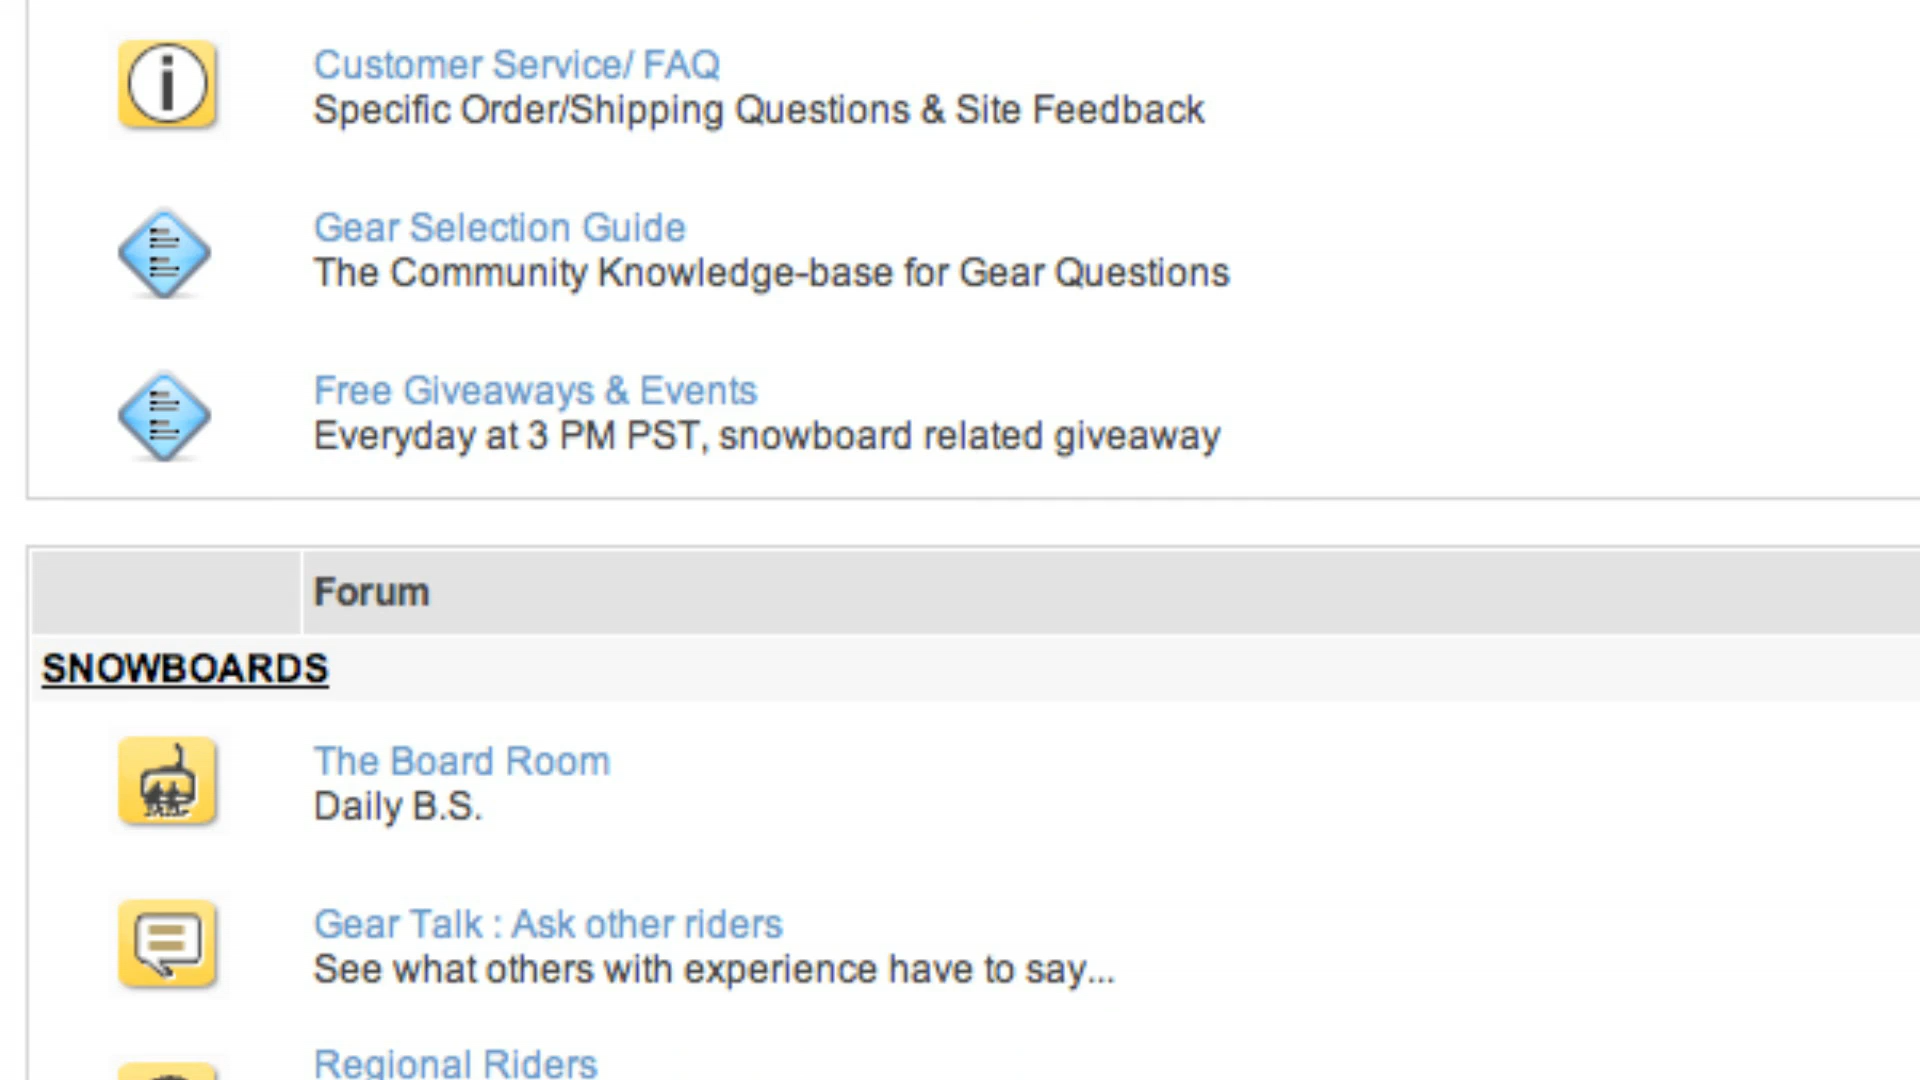 Customer Service/ FAQ
Specific Order/Shipping Questions & Site Feedback
Gear Selection Guide
The Community Knowledge-base for Gear Questions
Free Giveaways & Events
Everyday at 3 PM PST, snowboard related giveaway
Forum
SNOWBOARDS
The Board Room
Daily B.S.
Gear Talk : Ask other riders
See what others with experience have to say...
Regional Riders